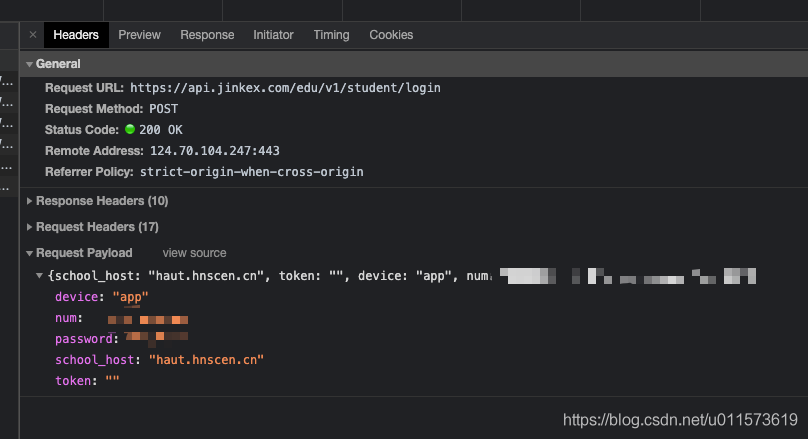 × Headers Preview Response Initiator Timing Cookies
General
Request URL: https://api.jinkex.com/edu/v1/student/login
Request Method: POST
Status Code: 200 OK
Remote Address: 124.70.104.247:443
Referrer Policy: strict-origin-when-cross-origin
Response Headers (10)
Request Headers (17)
Request Payload view source
{school_host: "haut.hnscen.cn", token: "", device: "app", num:
device: "app"
num:
password:
school_host: "haut.hnscen.cn"
token: ""
https://blog.csdn.net/u011573619